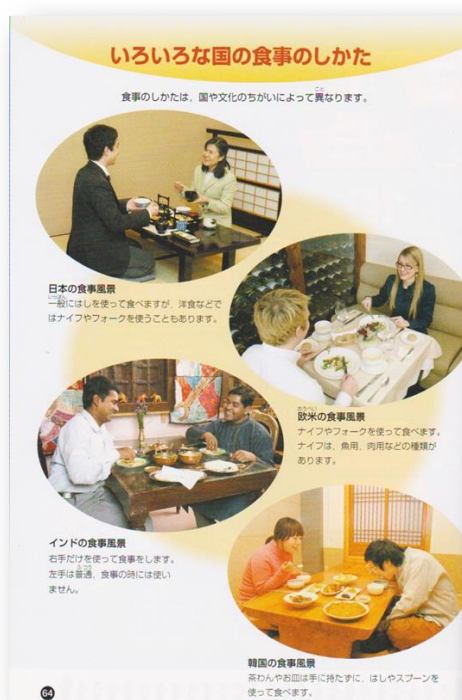 いろいろな国の食事のしかた
食事のしかたは、国や文化のちがいによって異なります。
日本の食事風景
一般にはしを使って食べますが、洋食などで
はナイフやフォークを使うこともあります。
欧米の食事風景
ナイフやフォークを使って食べます。
ナイフは、魚用、肉用などの種類が
あります。
インドの食事風景
右手だけを使って食事をします。
左手は普通、食事の時には使い
ません。
韓国の食事風景
茶わんやお皿は手に持たずに、はしやスプーンを
使って食べます。
64